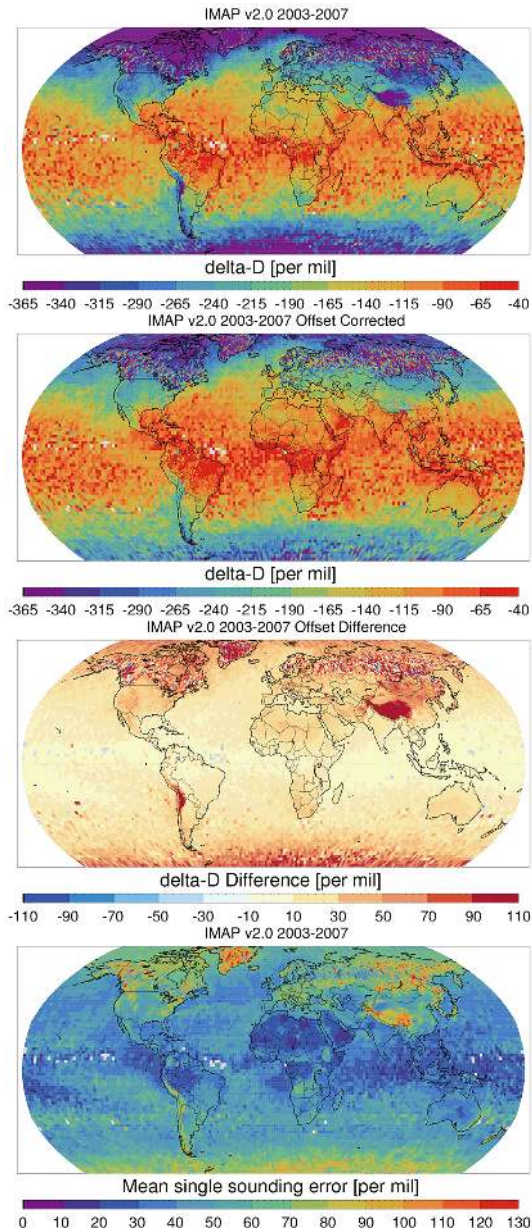 IMAP v2.0 2003-2007
delta-D [per mil]
-365 -340 -315 -290 -265 -240 -215 -190 -165 -140 -115 -90 -65 -40
IMAP v2.0 2003-2007 Offset Corrected
delta-D [per mil]
-365 -340 -315 -290 -265 -240 -215 -190 -165 -140 -115 -90 -65 -40
IMAP v2.0 2003-2007 Offset Difference
delta-D Difference [per mil]
-110 -90 -70 -50 -30 -10 10 30 50 70 90 110
IMAP v2.0 2003-2007
Mean single sounding error [per mil]
0 10 20 30 40 50 60 70 80 90 100 110 120 130